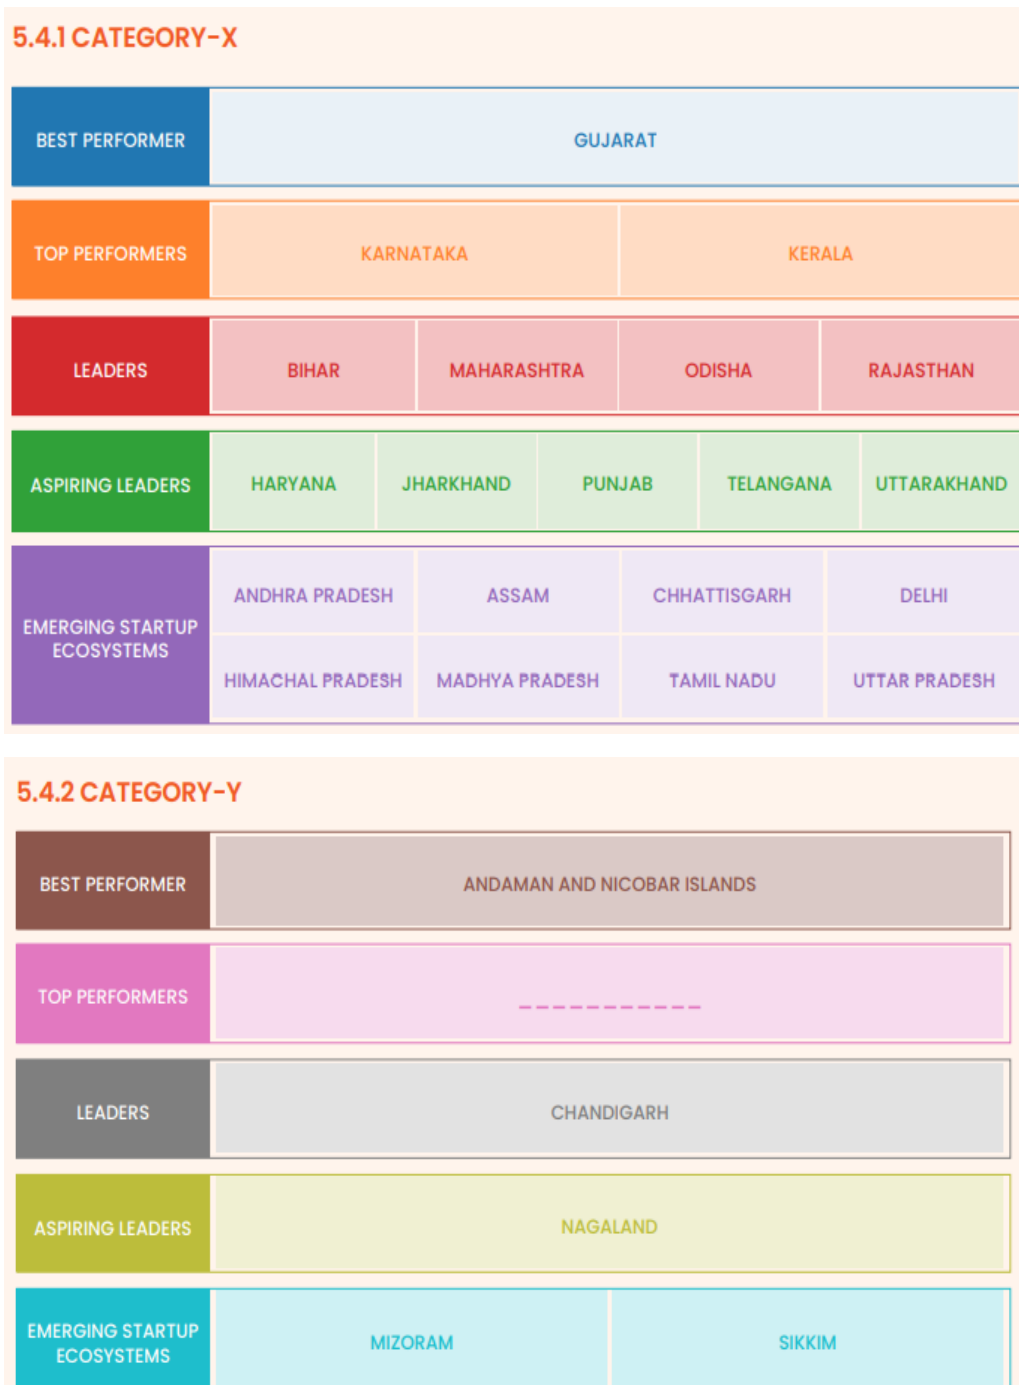 5.4.1 CATEGORY-X
BEST PERFORMER
GUJARAT
TOP PERFORMERS
KARNATAKA
KERALA
LEADERS
BIHAR
MAHARASHTRA
ODISHA
RAJASTHAN
ASPIRING LEADERS
HARYANA
JHARKHAND
PUNJAB
TELANGANA
UTTARAKHAND
EMERGING STARTUP
ECOSYSTEMS
ANDHRA PRADESH
ASSAM
CHHATTISGARH
DELHI
HIMACHAL PRADESH
MADHYA PRADESH
TAMIL NADU
UTTAR PRADESH
5.4.2 CATEGORY-Y
BEST PERFORMER
ANDAMAN AND NICOBAR ISLANDS
TOP PERFORMERS
___________
LEADERS
CHANDIGARH
ASPIRING LEADERS
NAGALAND
EMERGING STARTUP
ECOSYSTEMS
MIZORAM
SIKKIM